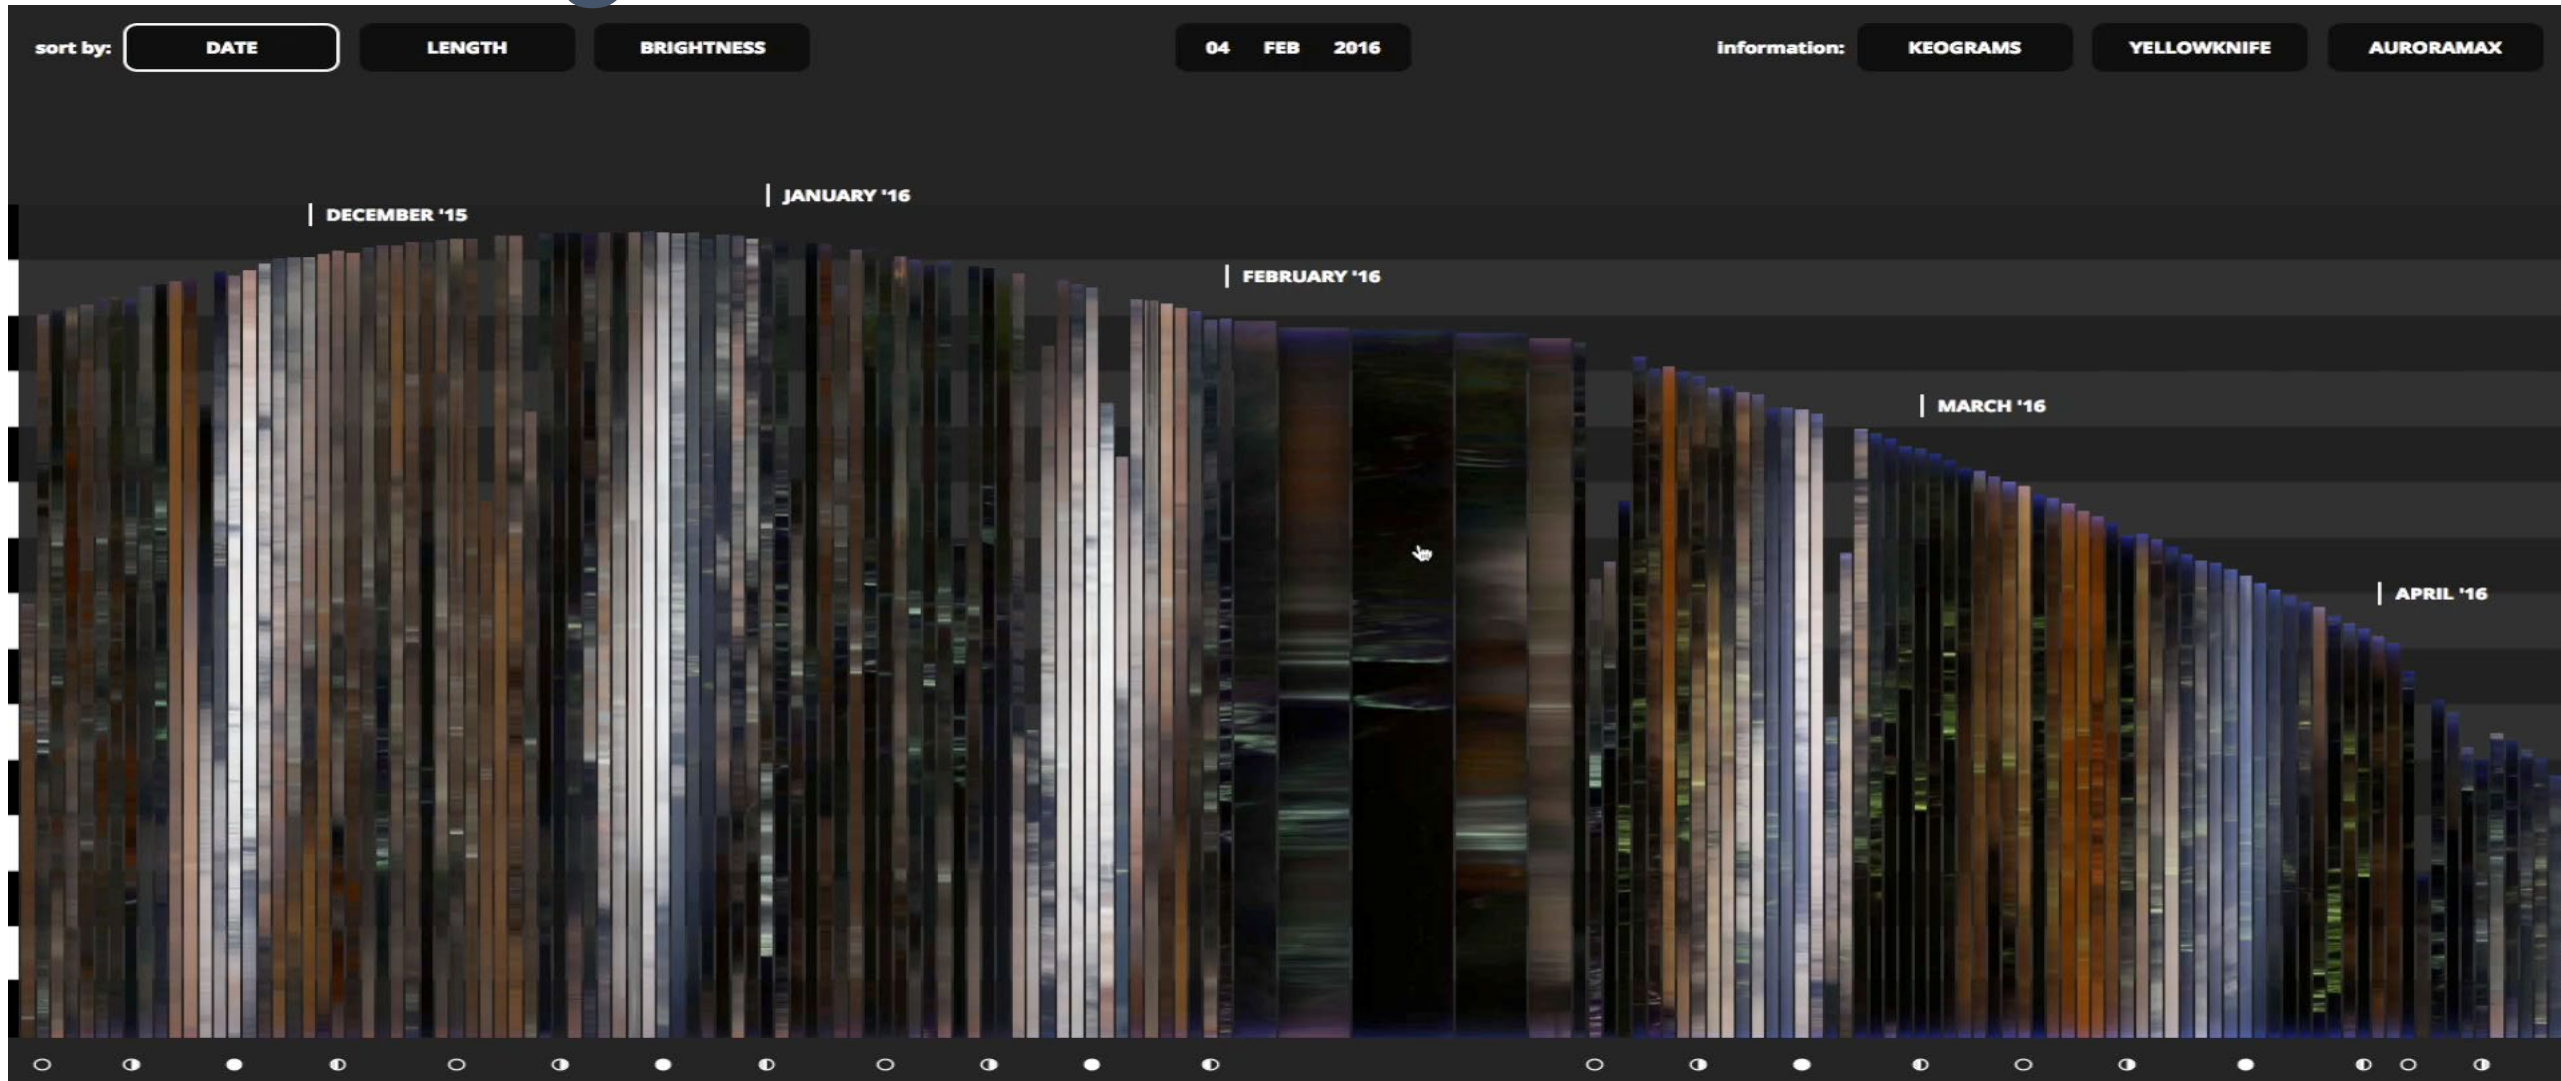 sort by: DATE LENGTH BRIGHTNESS 04 FEB 2016 information: KEOGRAMS YELLOWKNIFE AURORAMAX
JANUARY '16
DECEMBER '15
FEBRUARY '16
MARCH '16
APRIL '16